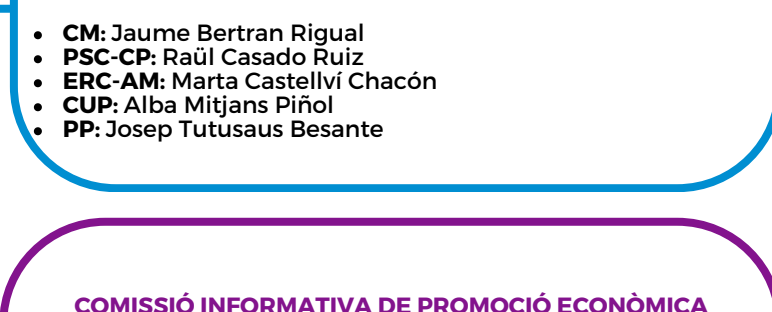 • CM: Jaume Bertran Rigual
• PSC-CP: Raül Casado Ruiz
• ERC-AM: Marta Castellví Chacón
• CUP: Alba Mitjans Piñol
• PP: Josep Tutusaus Besante
COMISSIÓ INFORMATIVA DE PROMOCIÓ ECONÒMICA